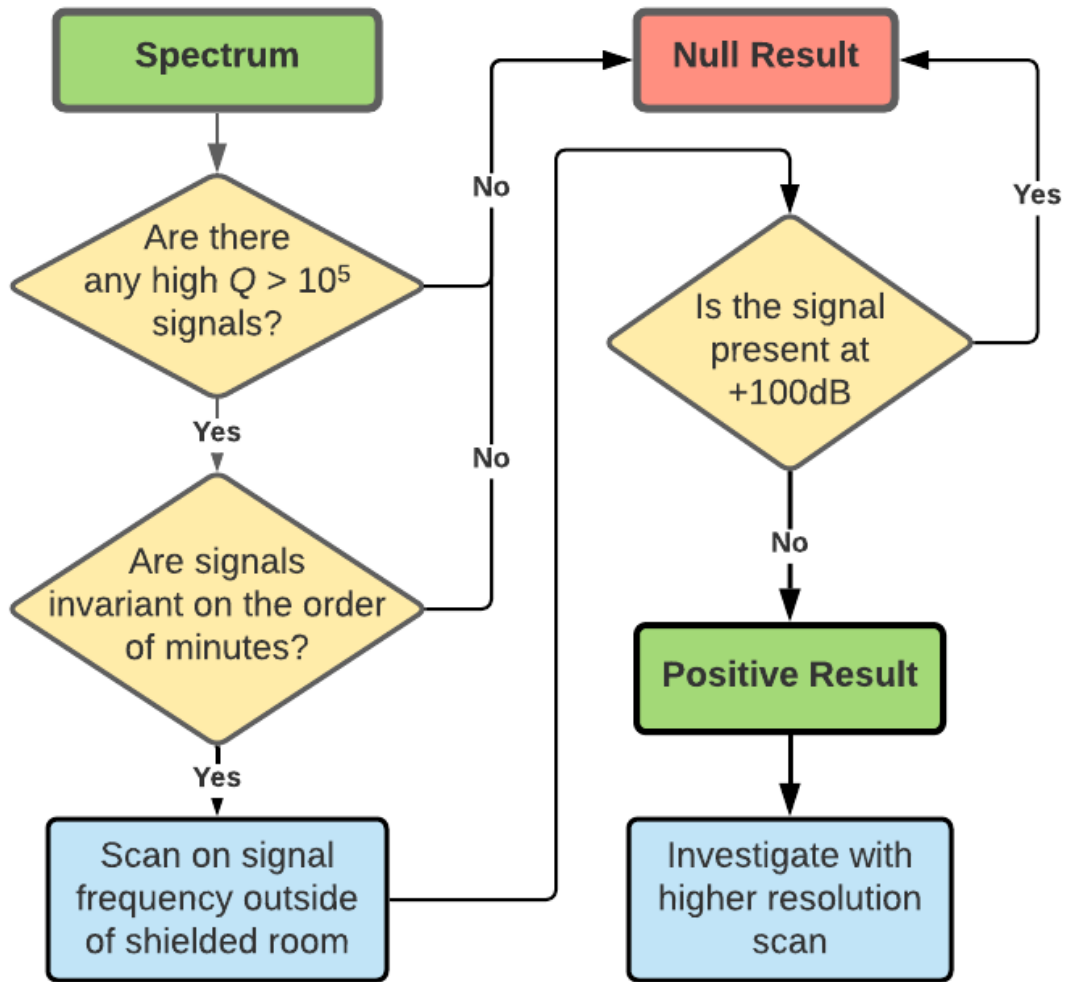 Spectrum
Are there
any high Q > 10⁵
signals?
Yes
Are signals
invariant on the order
of minutes?
Yes
Scan on signal
frequency outside
of shielded room
No
No
Null Result
Yes
Is the signal
present at
+100dB
No
Positive Result
Investigate with
higher resolution
scan